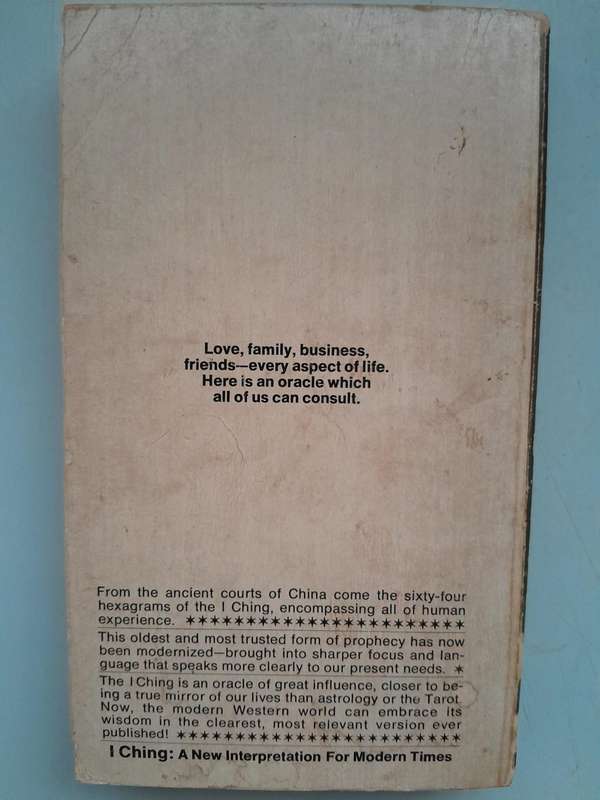 Love, family, business,
friends—every aspect of life.
Here is an oracle which
all of us can consult.
From the ancient courts of China come the sixty-four
hexagrams of the I Ching, encompassing all of human
experience. ★★★★★★★★★★★★★★★★★★★★★★★
This oldest and most trusted form of prophecy has now
been modernized—brought into sharper focus and lan-
guage that speaks more clearly to our present needs. ★
The I Ching is an oracle of great influence, closer to be-
ing a true mirror of our lives than astrology or the Tarot.
Now, the modern Western world can embrace its
wisdom in the clearest, most relevant version ever
published! ★★★★★★★★★★★★★★★★★★★★★★★★
I Ching: A New Interpretation For Modern Times